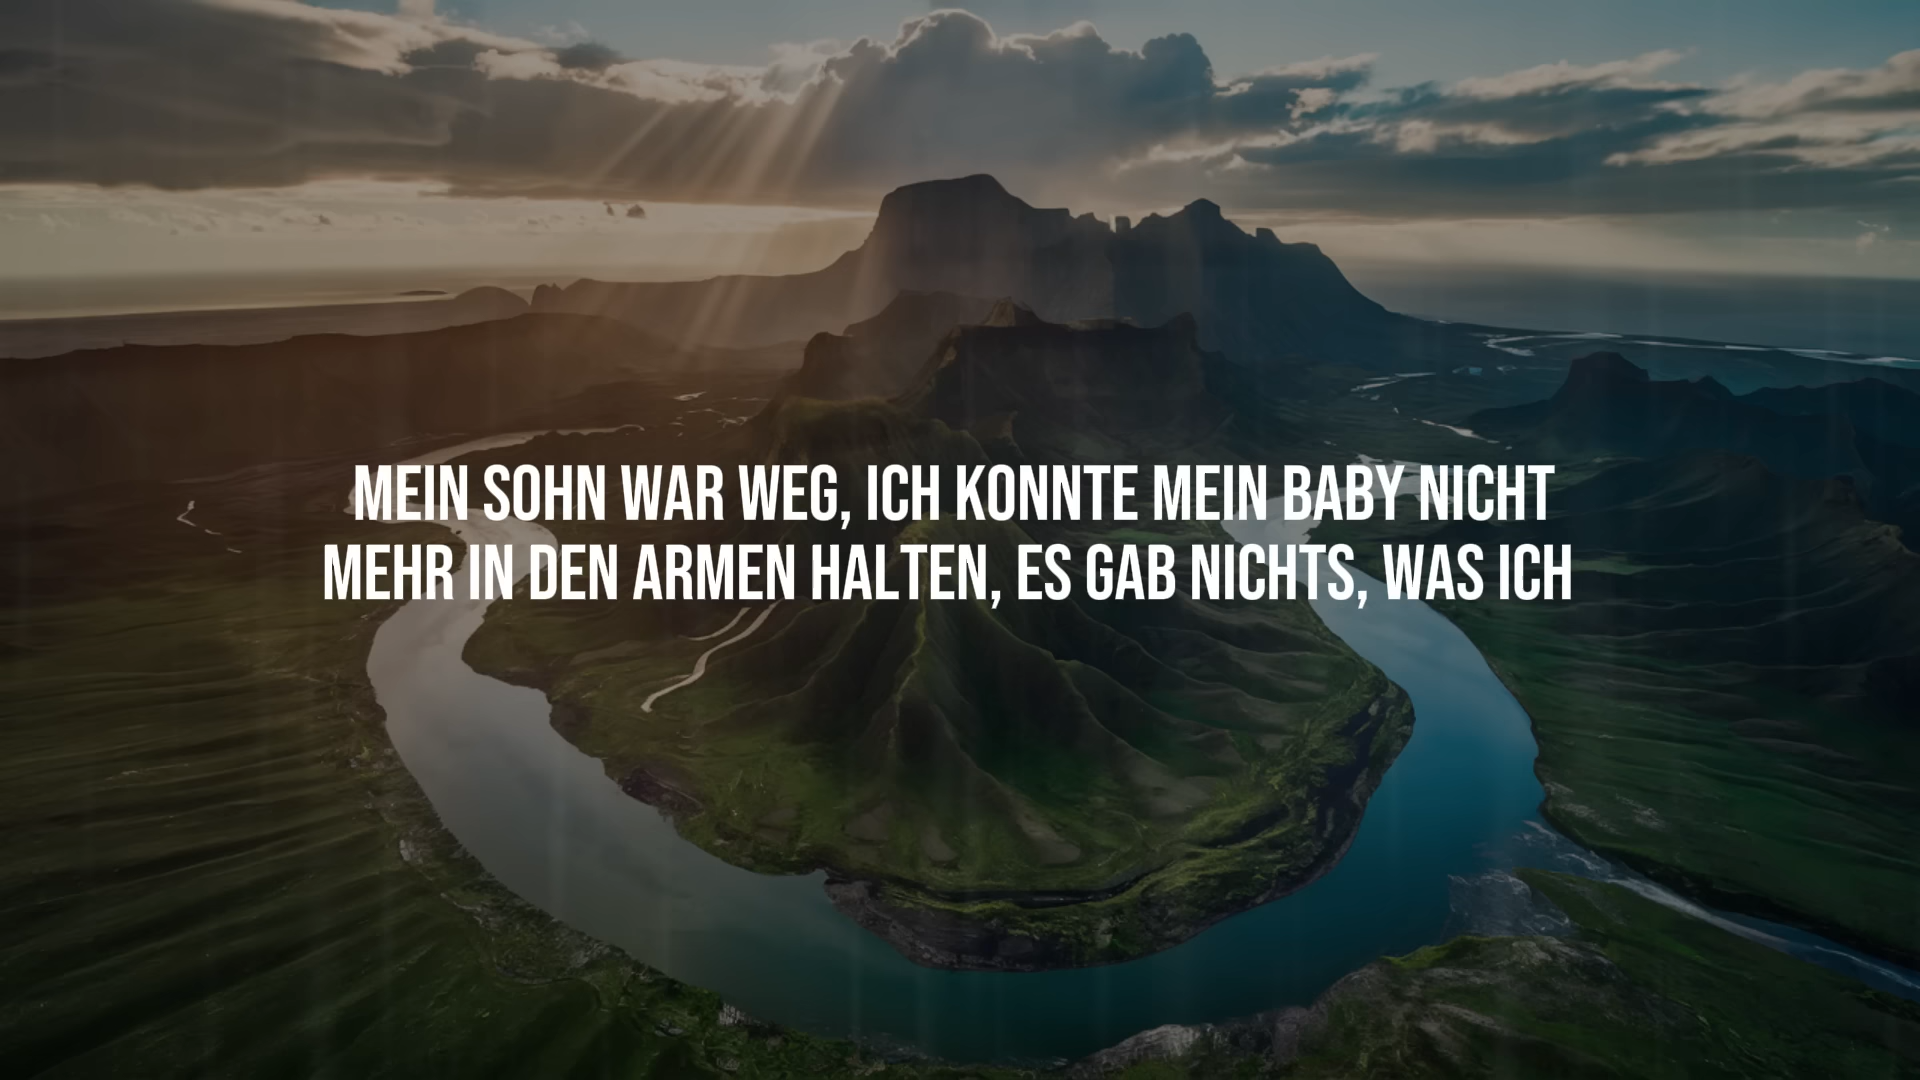 MEIN SOHN WAR WEG, ICH KONNTE MEIN BABY NICHT
MEHR IN DEN ARMEN HALTEN, ES GAB NICHTS, WAS ICH